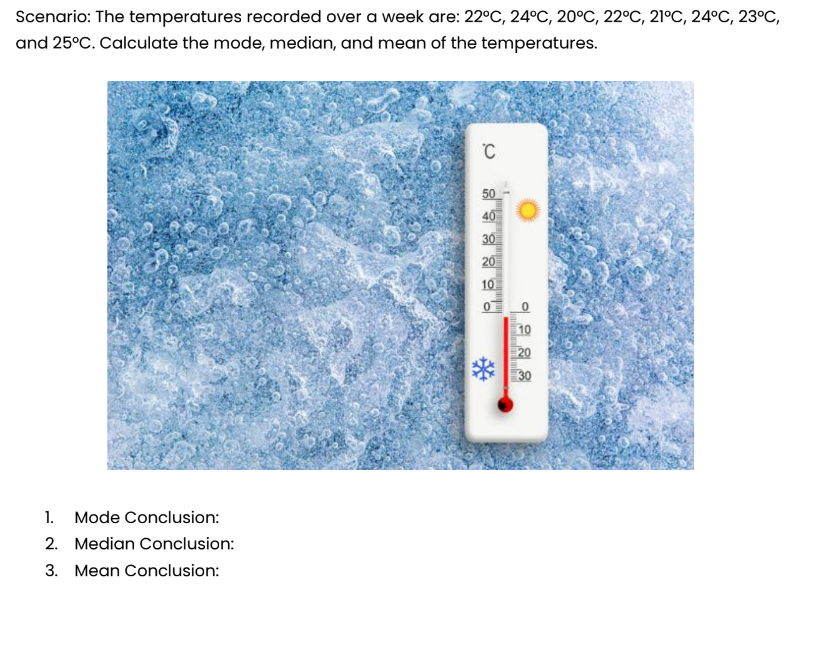 Scenario: The temperatures recorded over a week are: 22°C, 24°C, 20°C, 22°C, 21°C, 24°C, 23°C,
and 25°C. Calculate the mode, median, and mean of the temperatures.
°C
50
40
30
20
10
0 0
10
20
30
1. Mode Conclusion:
2. Median Conclusion:
3. Mean Conclusion: